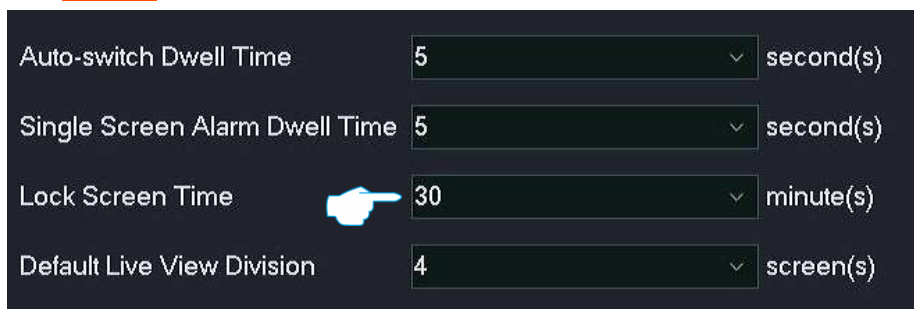 Auto-switch Dwell Time 5 second(s)
Single Screen Alarm Dwell Time 5 second(s)
Lock Screen Time 30 minute(s)
Default Live View Division 4 screen(s)